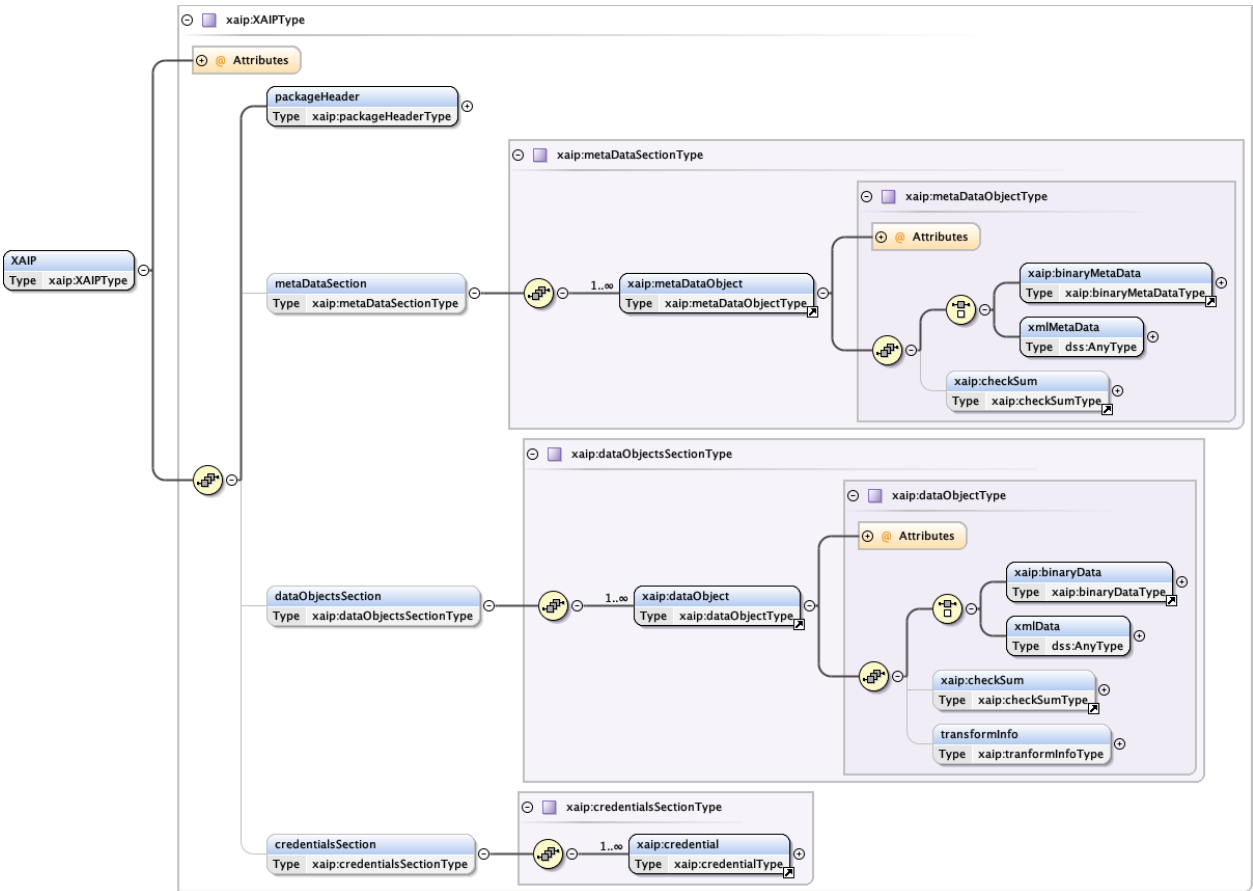 xaip:XAIPType
@ Attributes
packageHeader
Type xaip:packageHeaderType
xaip:metaDataSectionType
xaip:metaDataObjectType
@ Attributes
XAIP
Type xaip:XAIPType
metaDataSection
Type xaip:metaDataSectionType
1..∞
xaip:metaDataObject
Type xaip:metaDataObjectType
xaip:binaryMetaData
Type xaip:binaryMetaDataType
xmlMetaData
Type dss:AnyType
xaip:checkSum
Type xaip:checkSumType
xaip:dataObjectsSectionType
xaip:dataObjectType
@ Attributes
dataObjectsSection
Type xaip:dataObjectsSectionType
1..∞
xaip:dataObject
Type xaip:dataObjectType
xaip:binaryData
Type xaip:binaryDataType
xmlData
Type dss:AnyType
xaip:checkSum
Type xaip:checkSumType
transformInfo
Type xaip:tranformInfoType
xaip:credentialsSectionType
credentialsSection
Type xaip:credentialsSectionType
1..∞
xaip:credential
Type xaip:credentialType